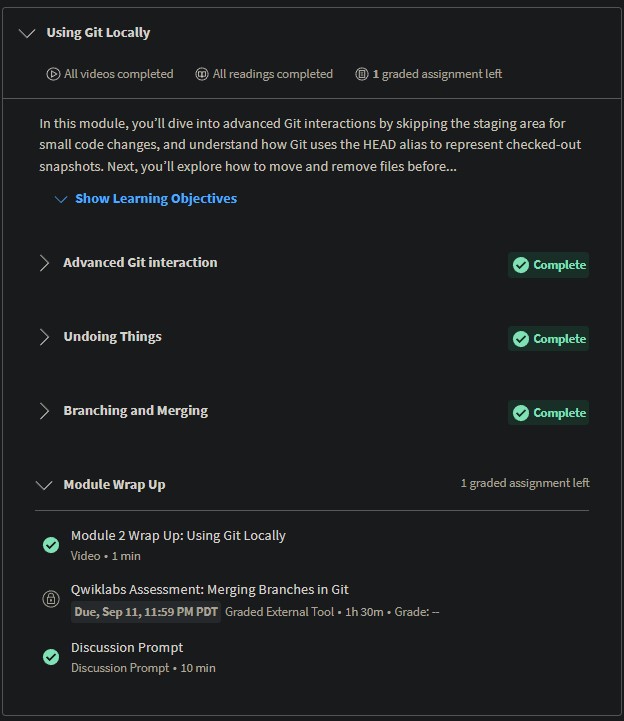 Using Git Locally
All videos completed All readings completed 1 graded assignment left
In this module, you’ll dive into advanced Git interactions by skipping the staging area for
small code changes, and understand how Git uses the HEAD alias to represent checked-out
snapshots. Next, you’ll explore how to move and remove files before...
Show Learning Objectives
Advanced Git interaction Complete
Undoing Things Complete
Branching and Merging Complete
Module Wrap Up 1 graded assignment left
Module 2 Wrap Up: Using Git Locally
Video • 1 min
Qwiklabs Assessment: Merging Branches in Git
Due, Sep 11, 11:59 PM PDT Graded External Tool • 1h 30m • Grade: --
Discussion Prompt
Discussion Prompt • 10 min